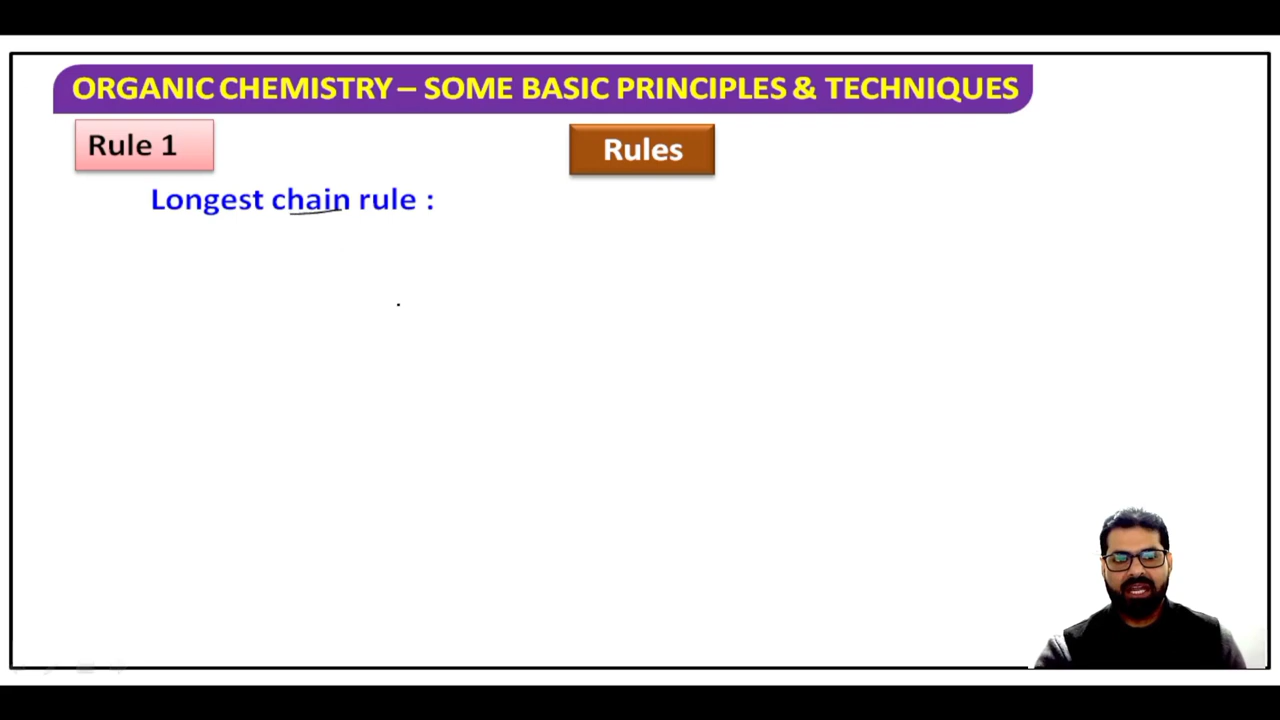 ORGANIC CHEMISTRY – SOME BASIC PRINCIPLES & TECHNIQUES
Rule 1
Rules
Longest chain rule :